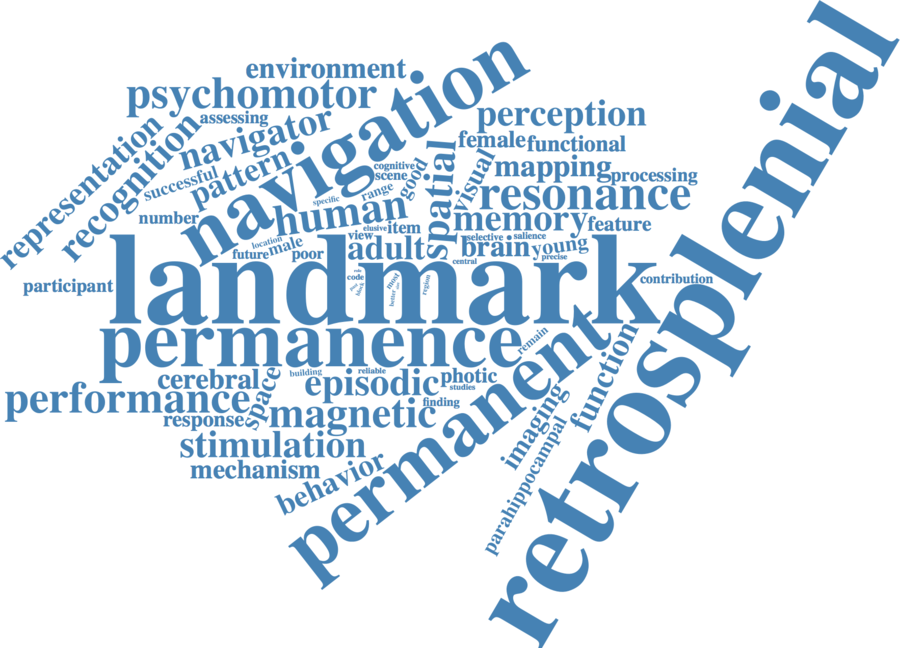 environment
psychomotor
assessing
navigation
navigator
perception
representation
recognition
successful
pattern
female
functional
cognitive
scene
good
spatial
visual
mapping
processing
range
specific
resonance
number
human
memory
feature
elusive
item
view
selective
salience
location
male
future
poor
adult
brain
young
precise
central
retrosplenial
landmark
participant
code
most
better
region
contribution
permanence
remain
permanent
function
cerebral
building
reliable
episodic
photic
studies
performance
space
magnetic
finding
response
imaging
stimulation
parahippocampal
mechanism
behavior